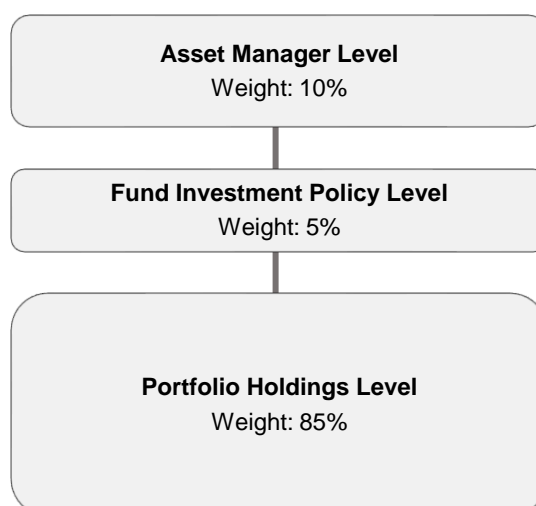 Asset Manager Level
Weight: 10%
Fund Investment Policy Level
Weight: 5%
Portfolio Holdings Level
Weight: 85%